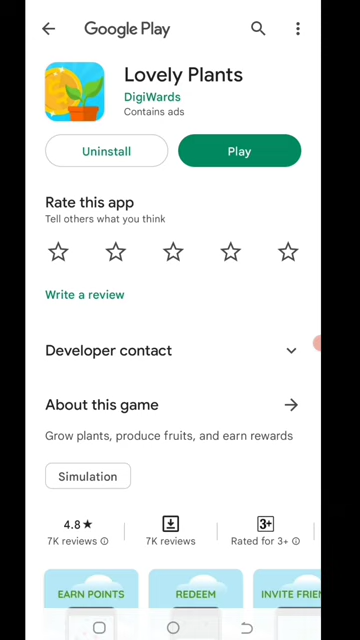 Google Play
Lovely Plants
DigiWards
Contains ads
Uninstall
Play
Rate this app
Tell others what you think
Write a review
Developer contact
About this game
Grow plants, produce fruits, and earn rewards
Simulation
4.8★
7K reviews
7K reviews
3+
Rated for 3+
EARN POINTS
REDEEM
INVITE FRIEN